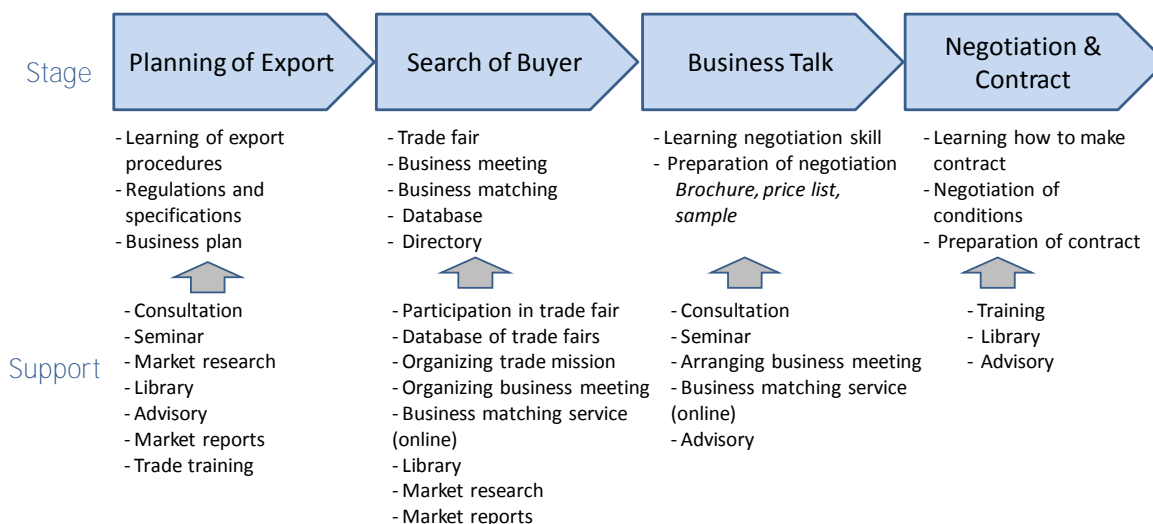 Stage
Planning of Export
Search of Buyer
Business Talk
Negotiation &
Contract
- Learning of export
procedures
- Regulations and
specifications
- Business plan
- Trade fair
- Business meeting
- Business matching
- Database
- Directory
- Learning negotiation skill
- Preparation of negotiation
Brochure, price list,
sample
- Learning how to make
contract
- Negotiation of
conditions
- Preparation of contract
Support
- Consultation
- Seminar
- Market research
- Library
- Advisory
- Market reports
- Trade training
- Participation in trade fair
- Database of trade fairs
- Organizing trade mission
- Organizing business meeting
- Business matching service
(online)
- Library
- Market research
- Market reports
- Consultation
- Seminar
- Arranging business meeting
- Business matching service
(online)
- Advisory
- Training
- Library
- Advisory